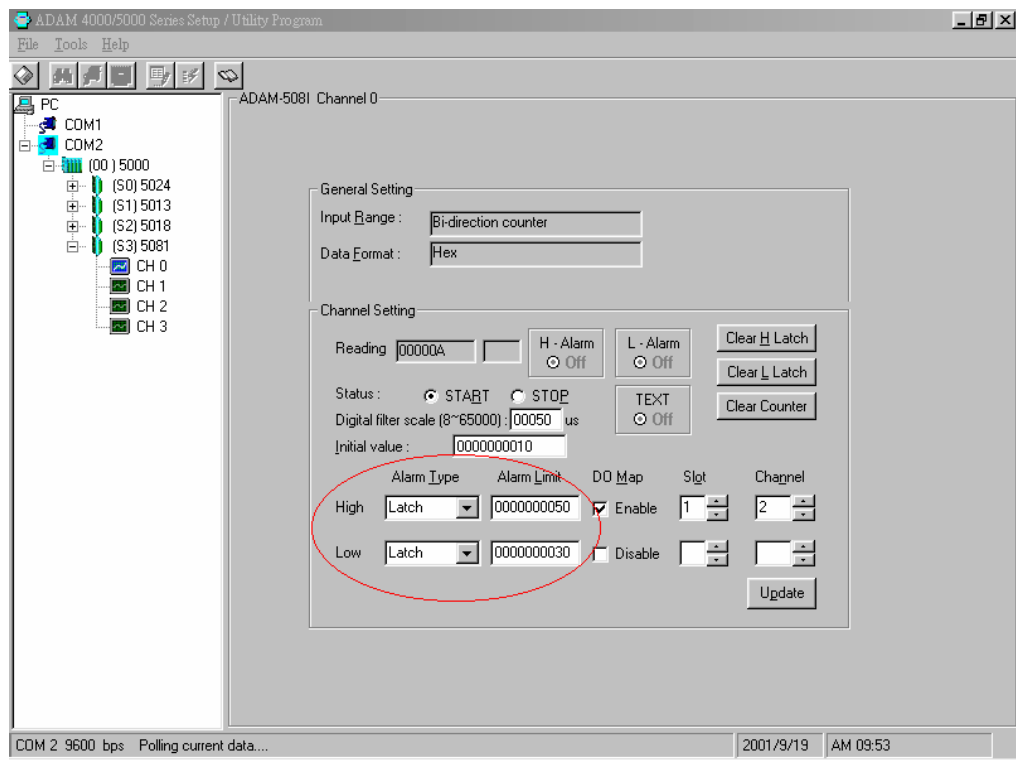 ADAM 4000/5000 Series Setup / Utility Program
File Tools Help
PC
COM1
COM2
(00 ) 5000
(S0) 5024
(S1) 5013
(S2) 5018
(S3) 5081
CH 0
CH 1
CH 2
CH 3
ADAM-5081 Channel 0
General Setting
Input Range : Bi-direction counter
Data Format : Hex
Channel Setting
Reading 00000A
H - Alarm
Off
L - Alarm
Off
Clear H Latch
Clear L Latch
Clear Counter
Status : START STOP
TEXT
Off
Digital filter scale (8~65000) : 00050 us
Initial value : 0000000010
Alarm Type Alarm Limit DO Map Slot Channel
High Latch 0000000050 Enable 1 2
Low Latch 0000000030 Disable
Update
COM 2 9600 bps Polling current data.... 2001/9/19 AM 09:53